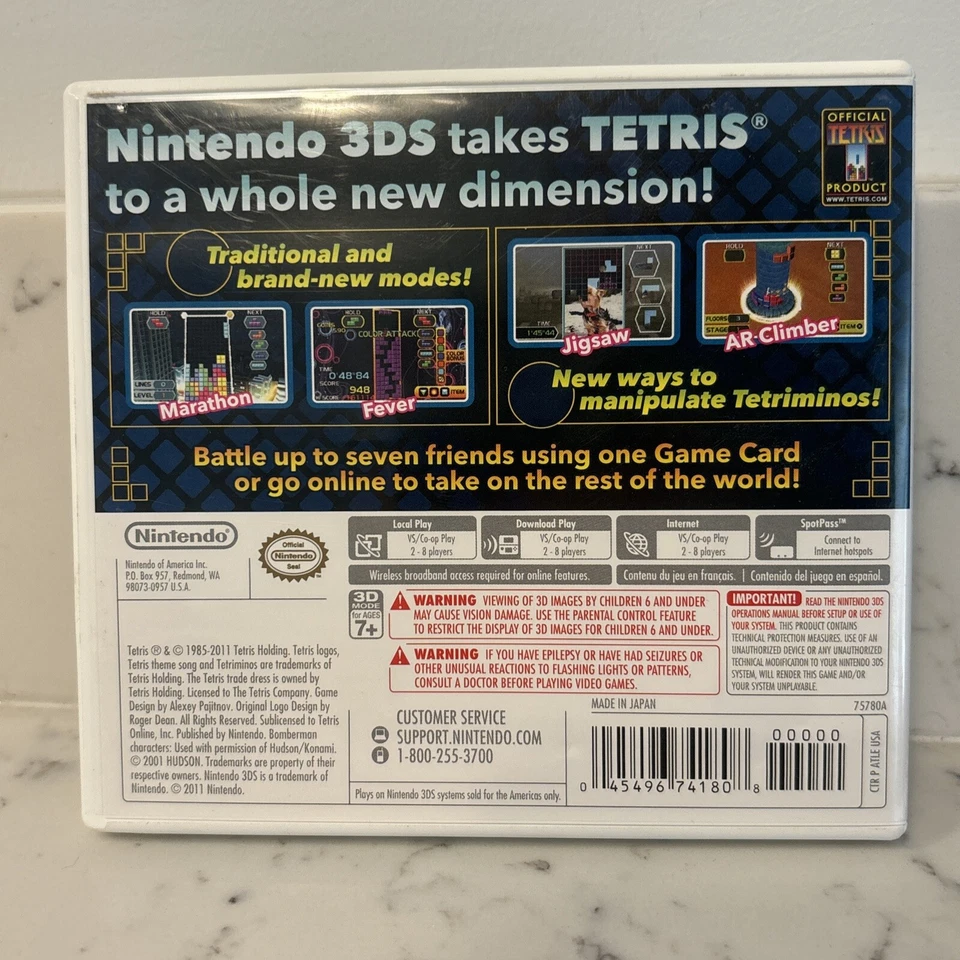 Nintendo 3DS takes TETRIS®
to a whole new dimension!
OFFICIAL
TETRIS
PRODUCT
WWW.TETRIS.COM
Traditional and
brand-new modes!
HOLD
NEXT
LINES
LEVEL
Marathon
HOLD
NEXT
COLOR ATTACK
TIME
0'48"84
SCORE
948
COLOR
BONUS
ITEM
Fever
NEXT
TIME
1'45"44
Jigsaw
HOLD
NEXT
FLOORS
STAGE
ITEM
AR-Climber
New ways to
manipulate Tetriminos!
Battle up to seven friends using one Game Card
or go online to take on the rest of the world!
Nintendo
Nintendo of America Inc.
P.O. Box 957, Redmond, WA
98073-0957 U.S.A.
Official
Nintendo
Seal
Local Play
VS/Co-op Play
2 - 8 players
Download Play
VS/Co-op Play
2 - 8 players
Internet
VS/Co-op Play
2 - 8 players
SpotPass™
Connect to
Internet hotspots
Wireless broadband access required for online features.
Contenu du jeu en français.
Contenido del juego en español.
3D
MODE
for AGES
7+
WARNING VIEWING OF 3D IMAGES BY CHILDREN 6 AND UNDER
MAY CAUSE VISION DAMAGE. USE THE PARENTAL CONTROL FEATURE
TO RESTRICT THE DISPLAY OF 3D IMAGES FOR CHILDREN 6 AND UNDER.
WARNING IF YOU HAVE EPILEPSY OR HAVE HAD SEIZURES OR
OTHER UNUSUAL REACTIONS TO FLASHING LIGHTS OR PATTERNS,
CONSULT A DOCTOR BEFORE PLAYING VIDEO GAMES.
IMPORTANT! READ THE NINTENDO 3DS
OPERATIONS MANUAL BEFORE SETUP OR USE OF
YOUR SYSTEM. THIS PRODUCT CONTAINS
TECHNICAL PROTECTION MEASURES. USE OF AN
UNAUTHORIZED DEVICE OR ANY UNAUTHORIZED
TECHNICAL MODIFICATION TO YOUR NINTENDO 3DS
SYSTEM, WILL RENDER THIS GAME AND/OR
YOUR SYSTEM UNPLAYABLE.
Tetris ® & © 1985-2011 Tetris Holding. Tetris logos,
Tetris theme song and Tetriminos are trademarks of
Tetris Holding. The Tetris trade dress is owned by
Tetris Holding. Licensed to The Tetris Company. Game
Design by Alexey Pajitnov. Original Logo Design by
Roger Dean. All Rights Reserved. Sublicensed to Tetris
Online, Inc. Published by Nintendo. Bomberman
characters: Used with permission of Hudson/Konami.
© 2001 HUDSON. Trademarks are property of their
respective owners. Nintendo 3DS is a trademark of
Nintendo. © 2011 Nintendo.
CUSTOMER SERVICE
SUPPORT.NINTENDO.COM
1-800-255-3700
Plays on Nintendo 3DS systems sold for the Americas only.
MADE IN JAPAN
75780A
00000
0 45496 74180 8
CTR P ATLE USA